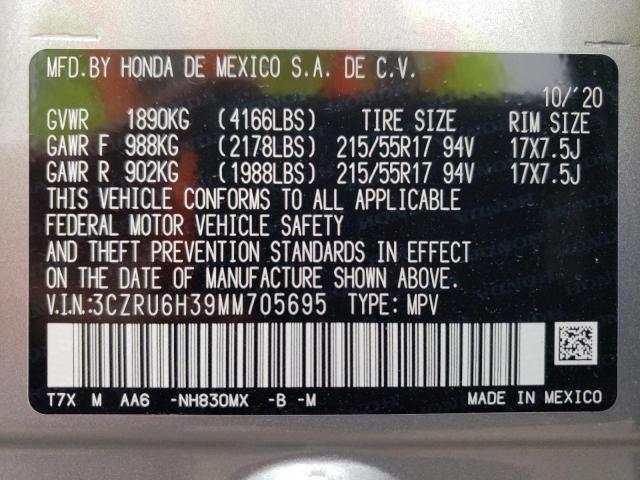 MFD.BY HONDA DE MEXICO S.A. DE C.V.
10/'20
GVWR 1890KG (4166LBS) TIRE SIZE RIM SIZE
GAWR F 988KG (2178LBS) 215/55R17 94V 17X7.5J
GAWR R 902KG (1988LBS) 215/55R17 94V 17X7.5J
THIS VEHICLE CONFORMS TO ALL APPLICABLE
FEDERAL MOTOR VEHICLE SAFETY
AND THEFT PREVENTION STANDARDS IN EFFECT
ON THE DATE OF MANUFACTURE SHOWN ABOVE.
V.I.N.:3CZRU6H39MM705695 TYPE: MPV
T7X M AA6 -NH830MX -B -M MADE IN MEXICO